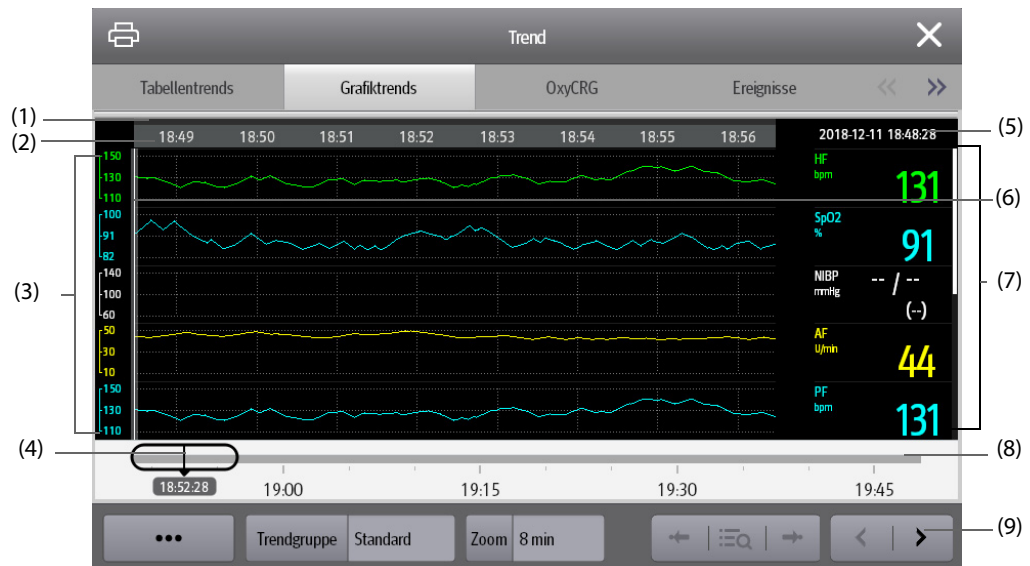 Trend
Tabellentrends Grafiktrends OxyCRG Ereignisse
(1)
(2)
18:49 18:50 18:51 18:52 18:53 18:54 18:55 18:56
2018-12-11 18:48:28
(5)
150
130
110
HF
bpm
131
(6)
100
91
82
SpO2
%
91
(3)
140
100
60
NIBP
mmHg
-- / --
(--)
(7)
50
30
10
AF
U/min
44
150
130
110
PF
bpm
131
(4)
(8)
18:52:28
19:00 19:15 19:30 19:45
••• Trendgruppe Standard Zoom 8 min
(9)